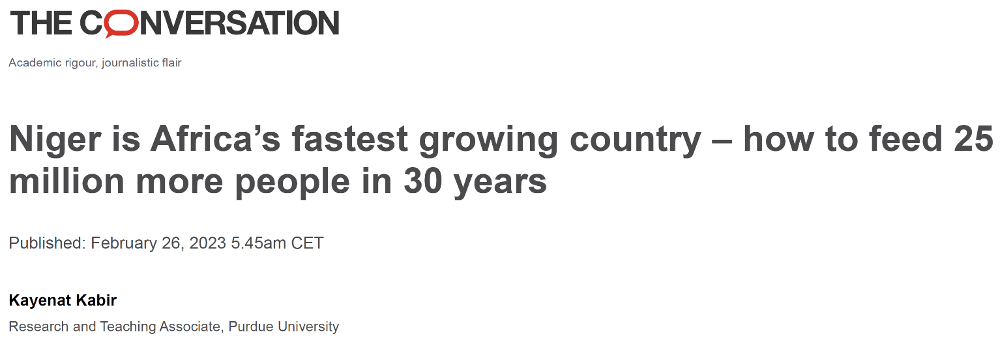 THE CONVERSATION
Academic rigour, journalistic flair
Niger is Africa’s fastest growing country – how to feed 25
million more people in 30 years
Published: February 26, 2023 5.45am CET
Kayenat Kabir
Research and Teaching Associate, Purdue University